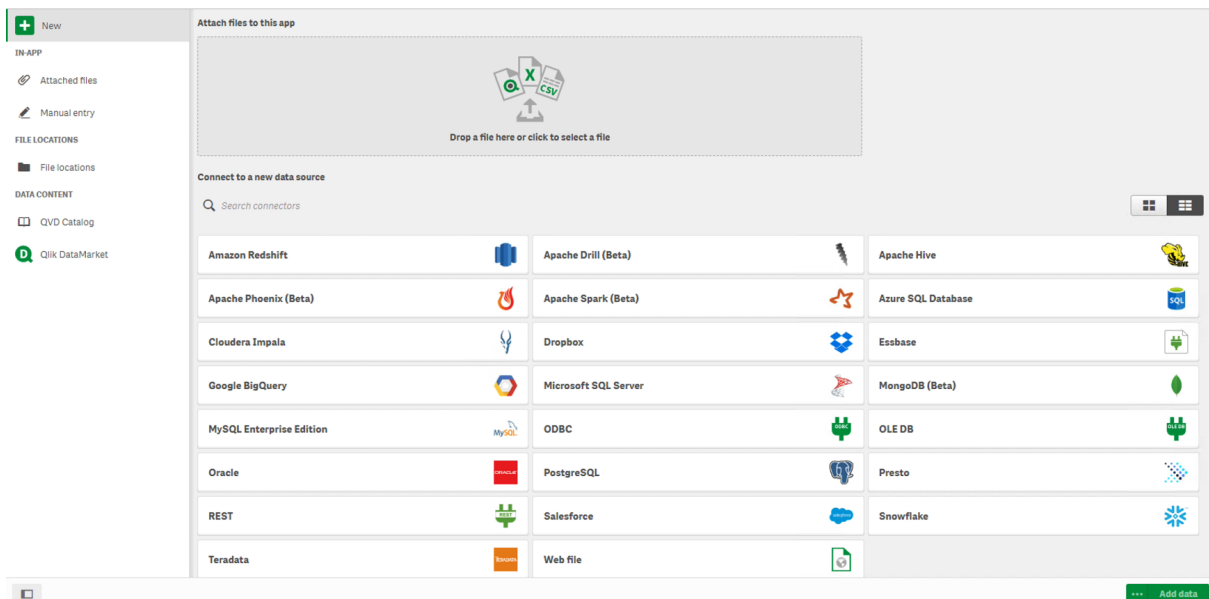 New
IN-APP
Attached files
Manual entry
FILE LOCATIONS
File locations
DATA CONTENT
QVD Catalog
D
Qlik DataMarket
Attach files to this app
X
CSV
Drop a file here or click to select a file
Connect to a new data source
Search connectors
Amazon Redshift
Apache Drill (Beta)
Apache Hive
HIVE
Apache Phoenix (Beta)
Apache Spark (Beta)
Azure SQL Database
SQL
Cloudera Impala
Dropbox
Essbase
Google BigQuery
Microsoft SQL Server
MongoDB (Beta)
MySQL Enterprise Edition
MySQL
ODBC
ODBC
OLE DB
OLE DB
Oracle
ORACLE
PostgreSQL
Presto
REST
REST
Salesforce
salesforce
Snowflake
Teradata
TERADATA
Web file
Add data